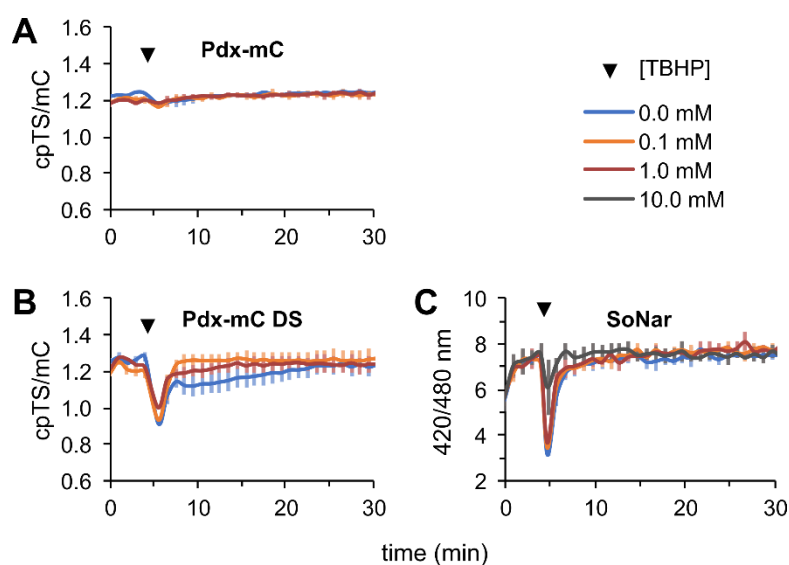 A
Pdx-mC
▼ [TBHP]
0.0 mM
0.1 mM
1.0 mM
10.0 mM
cpTS/mC
1.6
1.4
1.2
1.0
0.8
0.6
0 10 20 30
B
Pdx-mC DS
cpTS/mC
1.6
1.4
1.2
1.0
0.8
0.6
0 10 20 30
C
SoNar
420/480 nm
10
8
6
4
2
0 10 20 30
time (min)